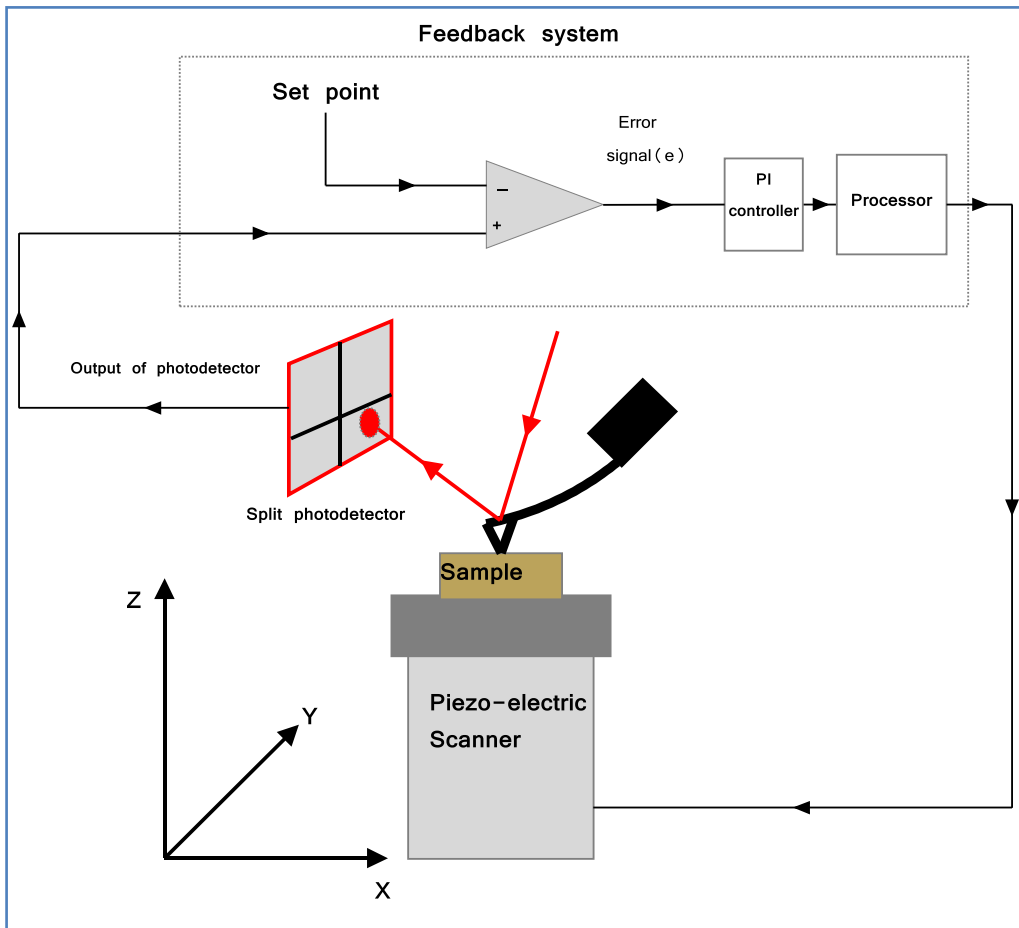 Feedback system
Set point
Error
signal(e)
−
+
PI
controller
Processor
Output of photodetector
Split photodetector
Sample
Z
Y
X
Piezo-electric
Scanner